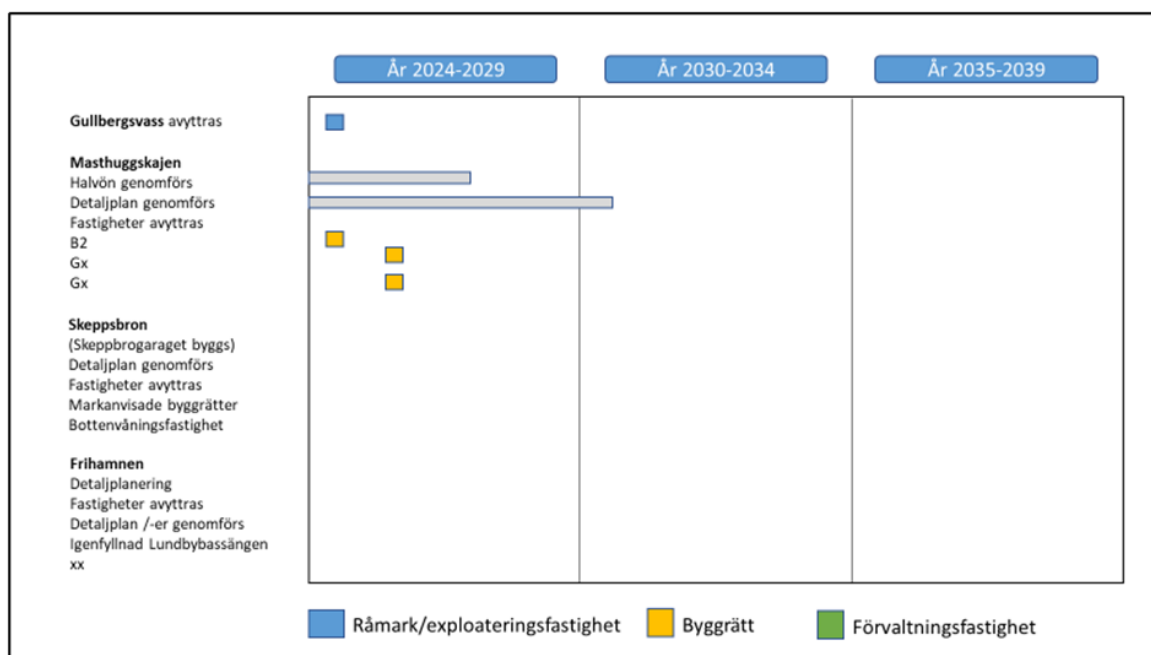 År 2024-2029
År 2030-2034
År 2035-2039
Gullbergsvass avyttras
Masthuggskajen
Halvön genomförs
Detaljplan genomförs
Fastigheter avyttras
B2
Gx
Gx
Skeppsbron
(Skeppbrogaraget byggs)
Detaljplan genomförs
Fastigheter avyttras
Markanvisade byggrätter
Bottenvåningsfastighet
Frihamnen
Detaljplanering
Fastigheter avyttras
Detaljplan /-er genomförs
Igenfyllnad Lundbybassängen
xx
Råmark/exploateringsfastighet
Byggrätt
Förvaltningsfastighet